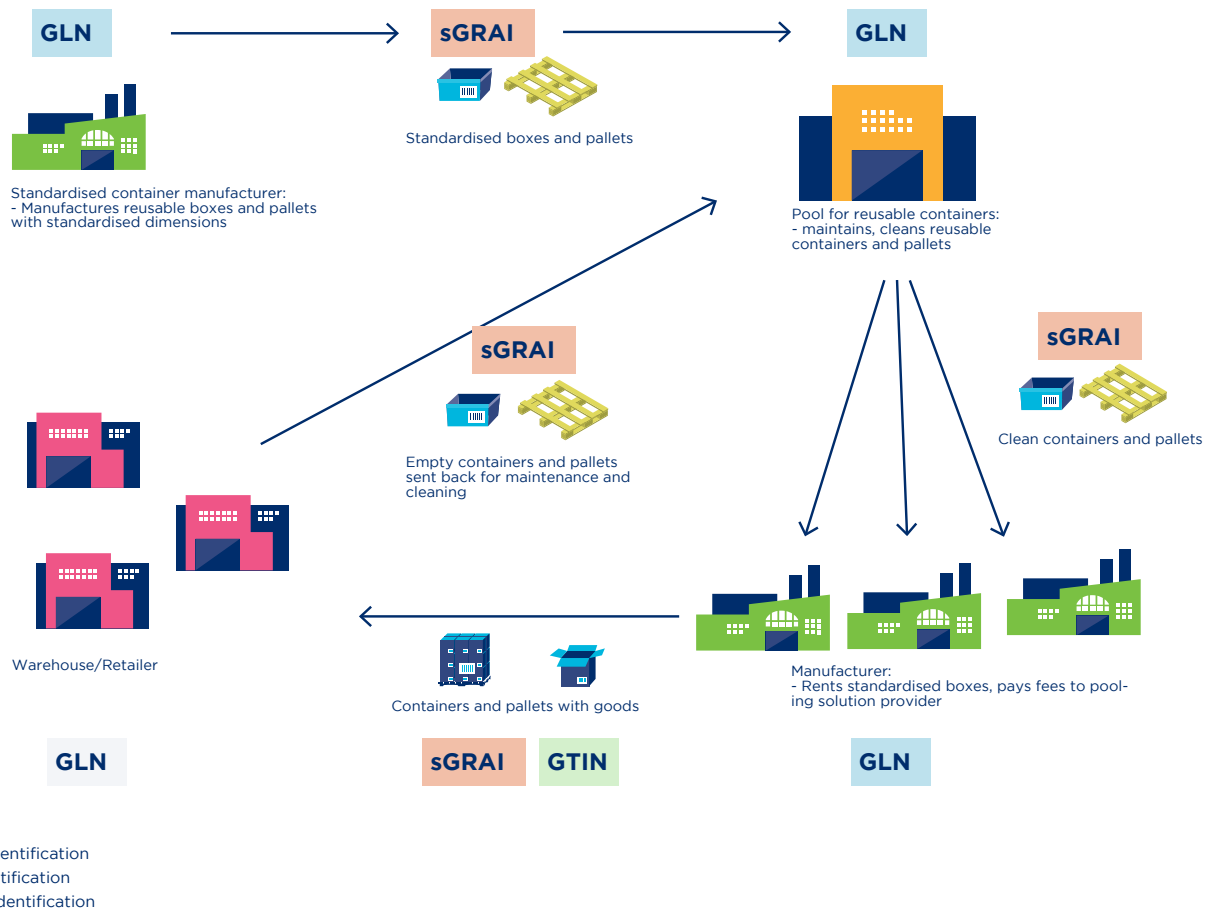 GLN
sGRAI
GLN
Standardised boxes and pallets
Standardised container manufacturer:
- Manufactures reusable boxes and pallets
with standardised dimensions
Pool for reusable containers:
- maintains, cleans reusable
containers and pallets
sGRAI
sGRAI
Clean containers and pallets
Empty containers and pallets
sent back for maintenance and
cleaning
Warehouse/Retailer
Containers and pallets with goods
Manufacturer:
- Rents standardised boxes, pays fees to pool-
ing solution provider
GLN
sGRAI
GTIN
GLN
entification
tification
dentification